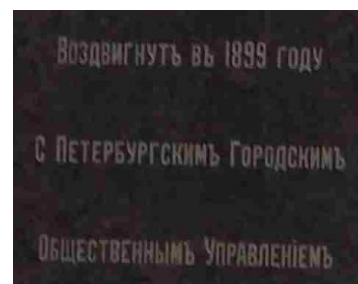 Воздвигнутъ въ 1899 году
С Петербургскимъ Городскимъ
Общественнымъ Управленіемъ